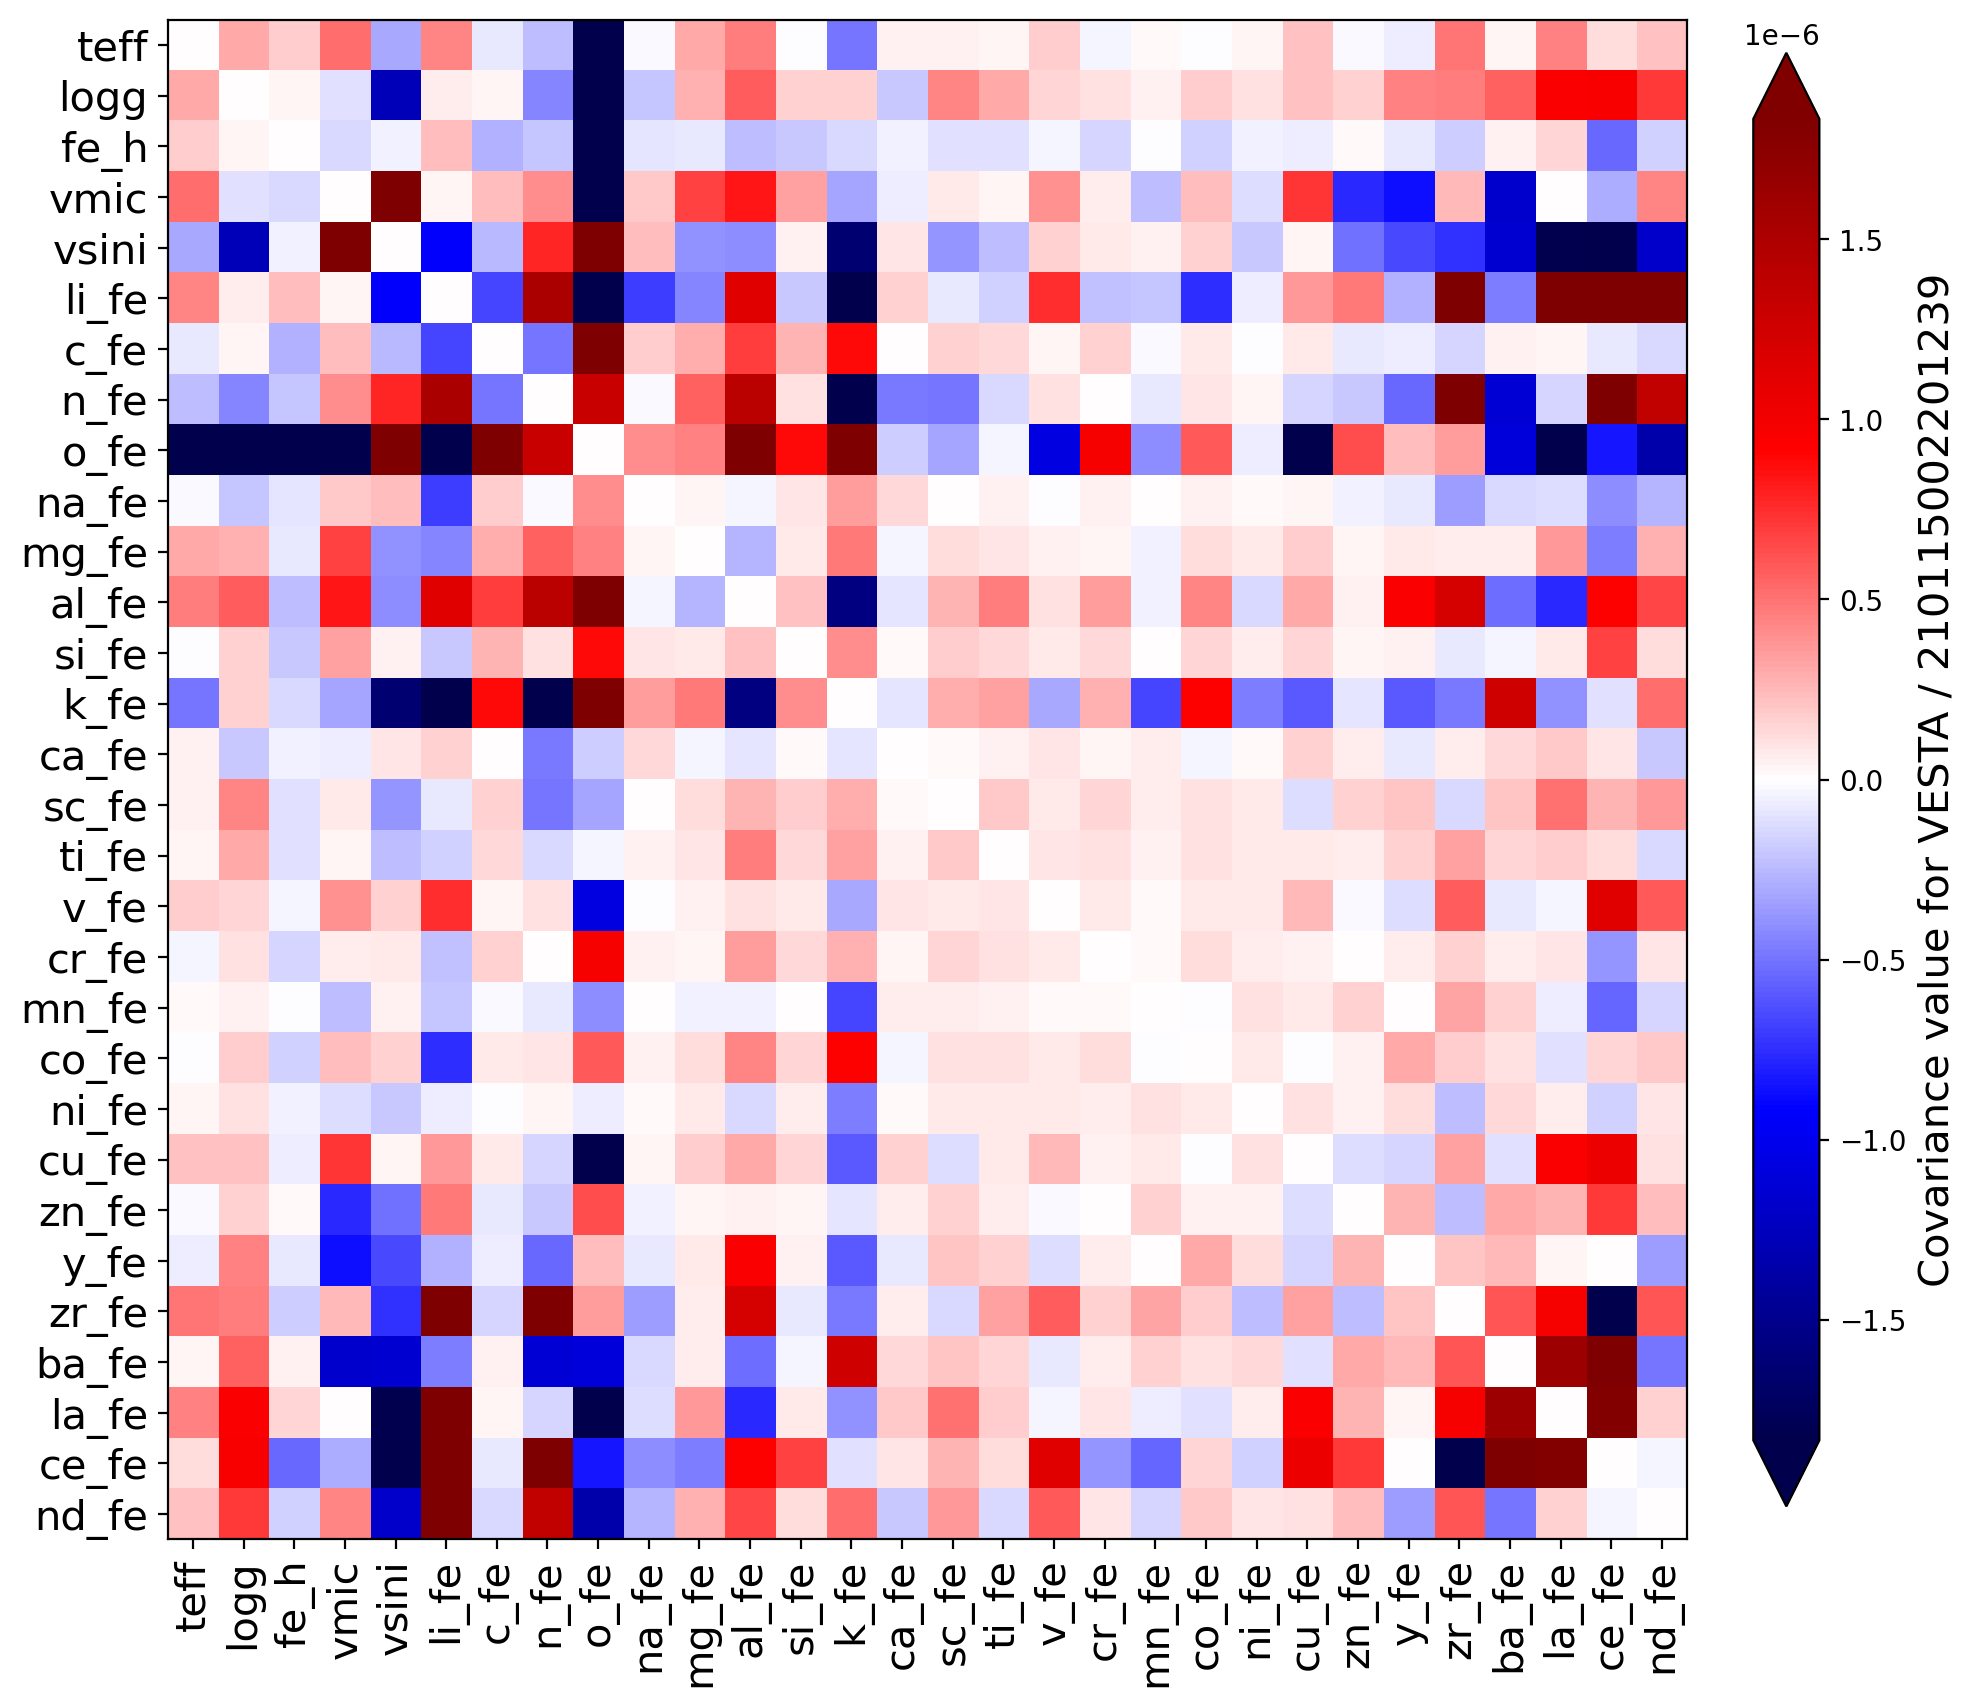 teff
logg
fe_h
vmic
vsini
li_fe
c_fe
n_fe
o_fe
na_fe
mg_fe
al_fe
si_fe
k_fe
ca_fe
sc_fe
ti_fe
v_fe
cr_fe
mn_fe
co_fe
ni_fe
cu_fe
zn_fe
y_fe
zr_fe
ba_fe
la_fe
ce_fe
nd_fe
teff
logg
fe_h
vmic
vsini
li_fe
c_fe
n_fe
o_fe
na_fe
mg_fe
al_fe
si_fe
k_fe
ca_fe
sc_fe
ti_fe
v_fe
cr_fe
mn_fe
co_fe
ni_fe
cu_fe
zn_fe
y_fe
zr_fe
ba_fe
la_fe
ce_fe
nd_fe
1e−6
1.5
1.0
0.5
0.0
−0.5
−1.0
−1.5
Covariance value for VESTA / 210115002201239